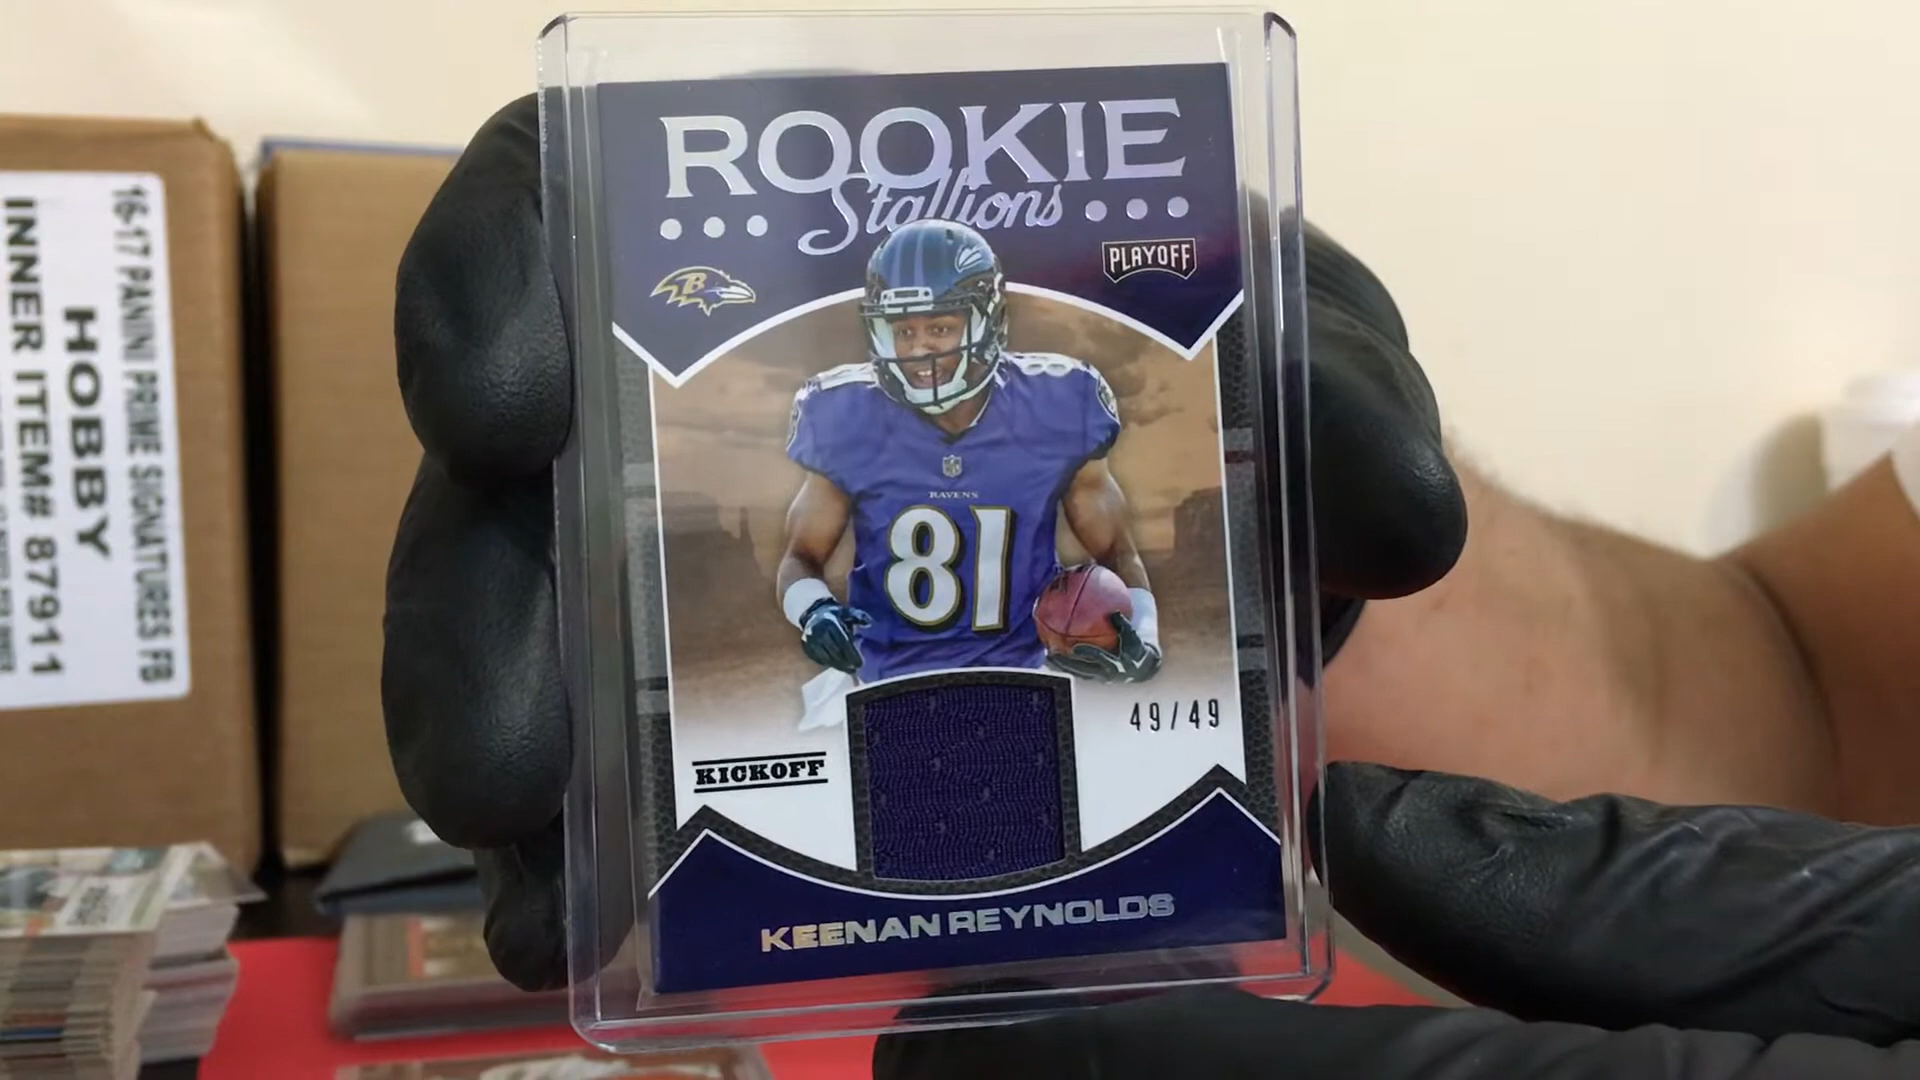 ROOKIE
Stallions
PLAYOFF
B
81
RAVENS
81
49/49
KICKOFF
KEENAN REYNOLDS
16-17 PANINI PRIME SIGNATURES FB
HOBBY
INNER ITEM# 87911